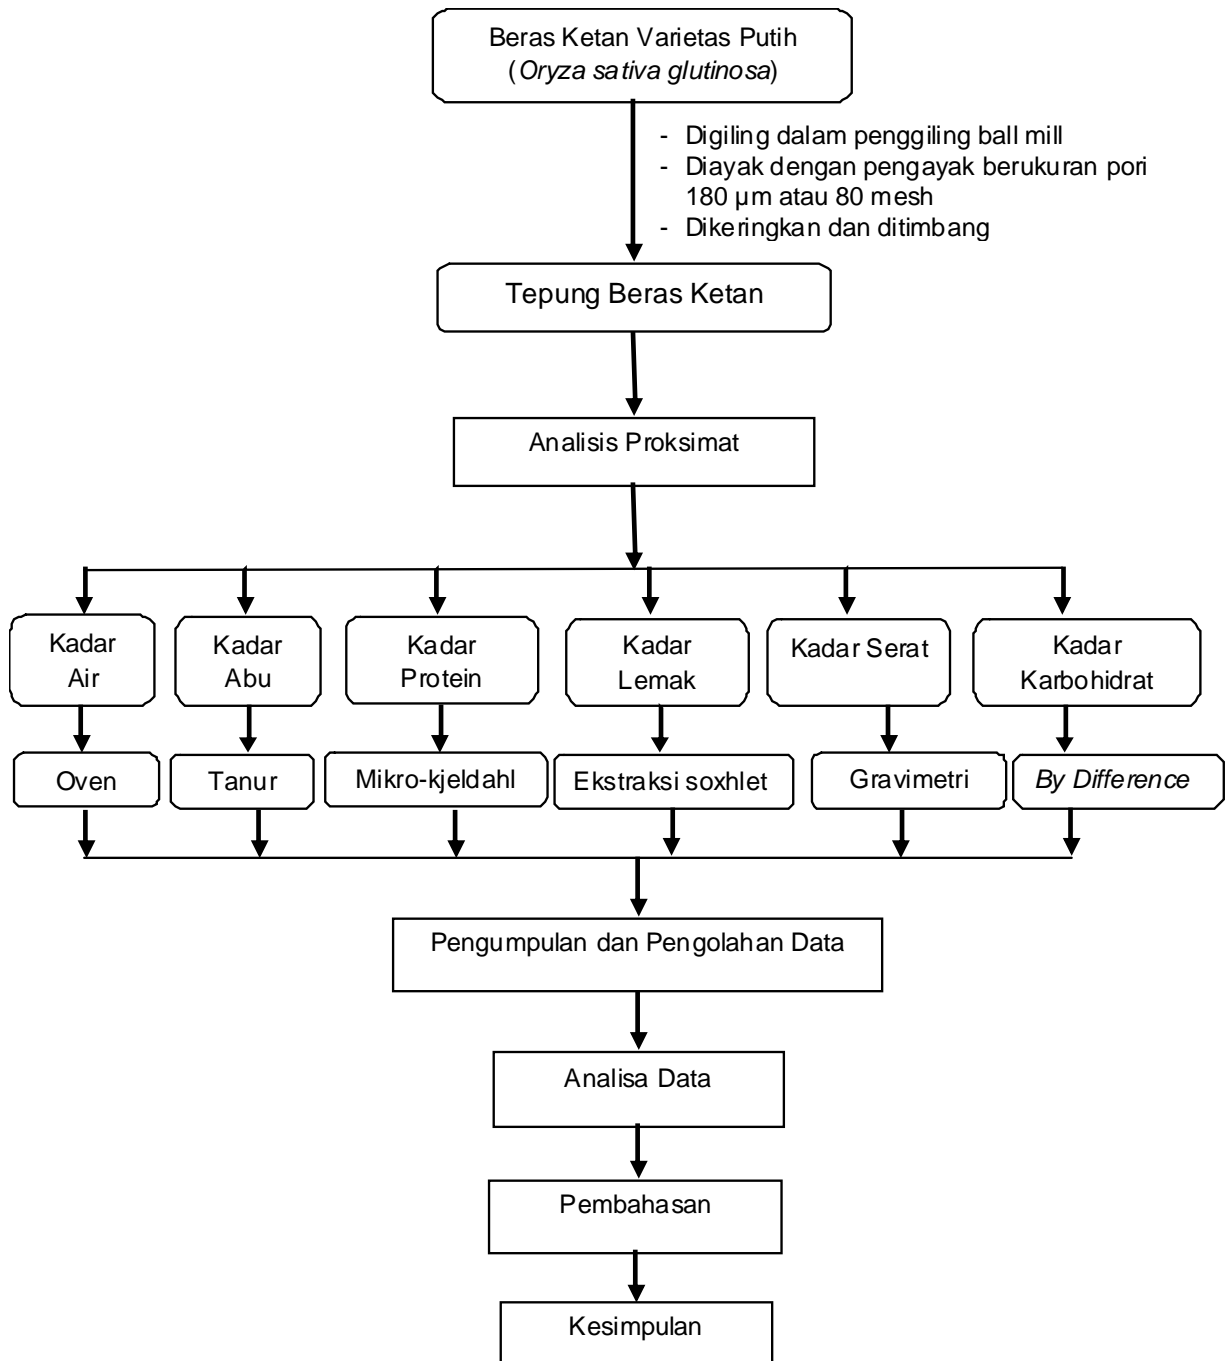 Beras Ketan Varietas Putih
(Oryza sativa glutinosa)
- Digiling dalam penggiling ball mill
- Diayak dengan pengayak berukuran pori
180 µm atau 80 mesh
- Dikeringkan dan ditimbang
Tepung Beras Ketan
Analisis Proksimat
Kadar
Air
Kadar
Abu
Kadar
Protein
Kadar
Lemak
Kadar Serat
Kadar
Karbohidrat
Oven
Tanur
Mikro-kjeldahl
Ekstraksi soxhlet
Gravimetri
By Difference
Pengumpulan dan Pengolahan Data
Analisa Data
Pembahasan
Kesimpulan